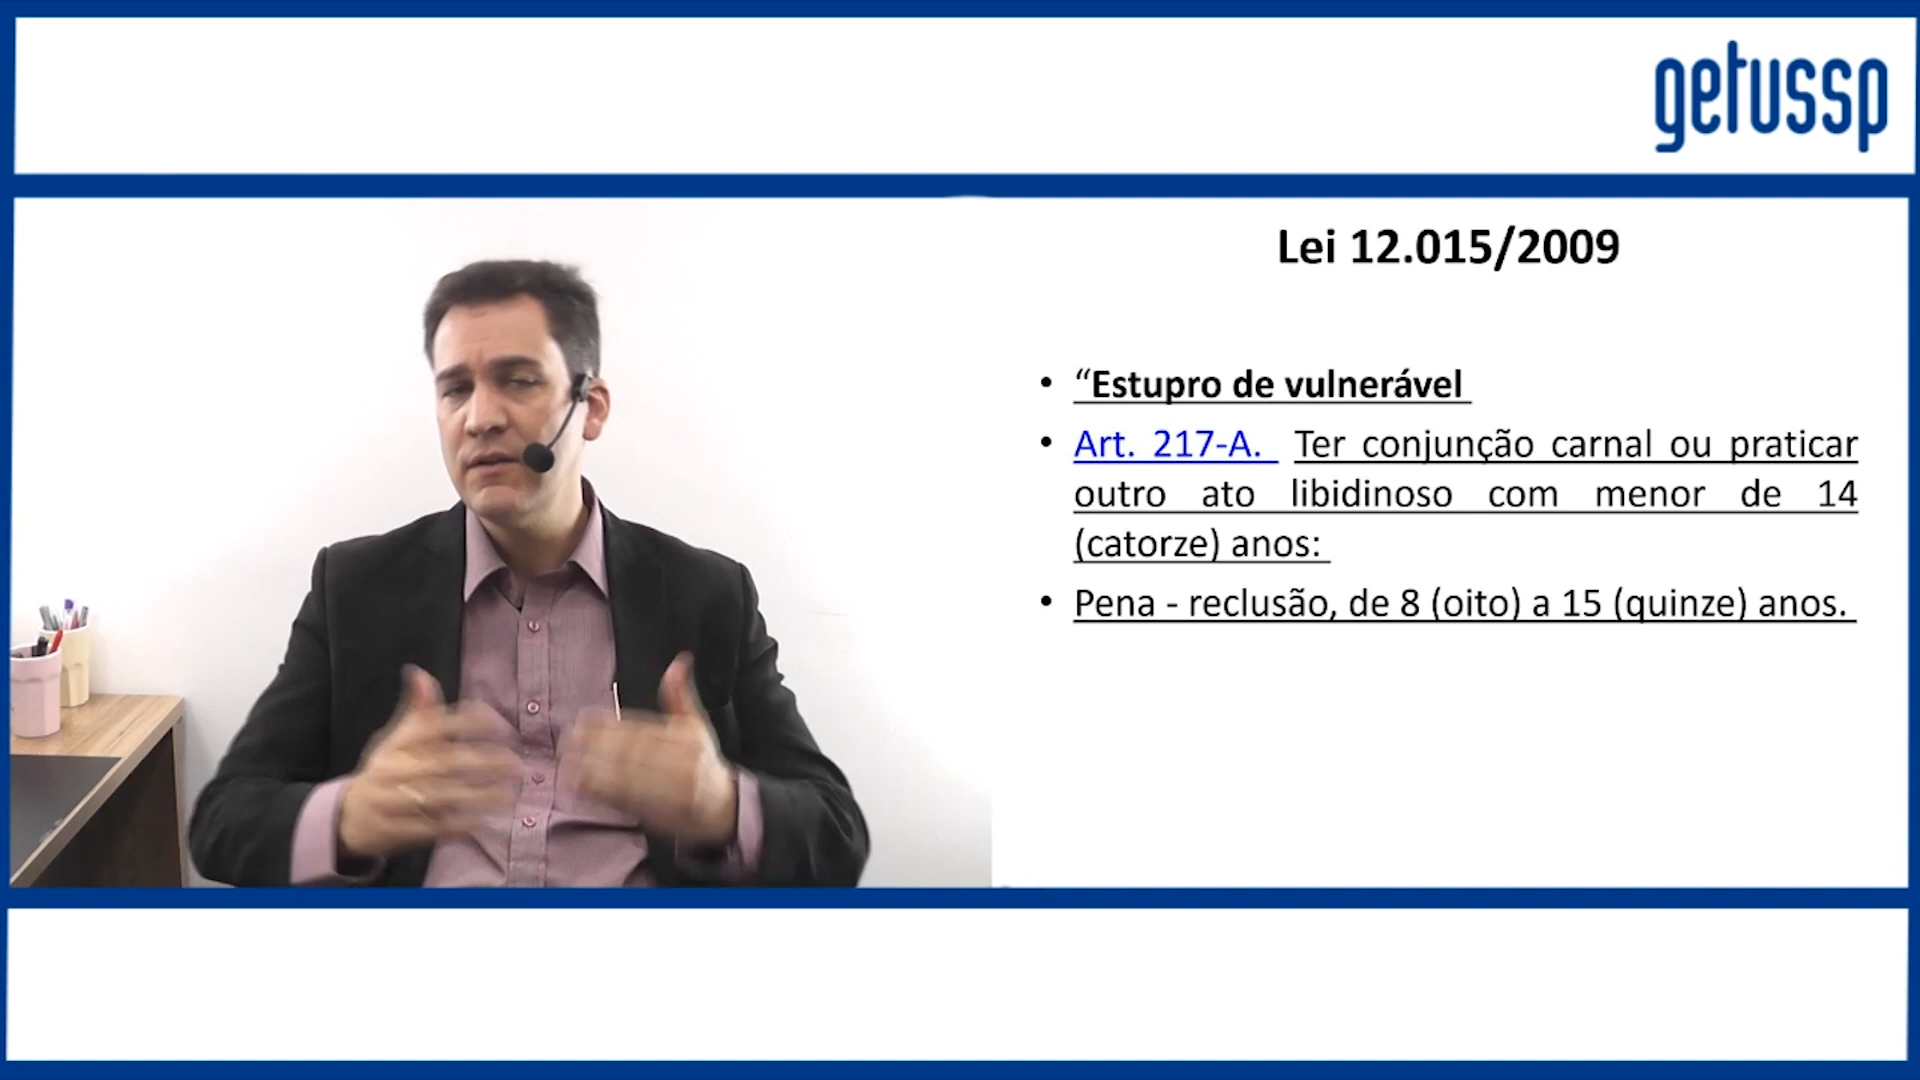 getussp
Lei 12.015/2009
• “Estupro de vulnerável
• Art. 217-A. Ter conjunção carnal ou praticar
outro ato libidinoso com menor de 14
(catorze) anos:
• Pena - reclusão, de 8 (oito) a 15 (quinze) anos.